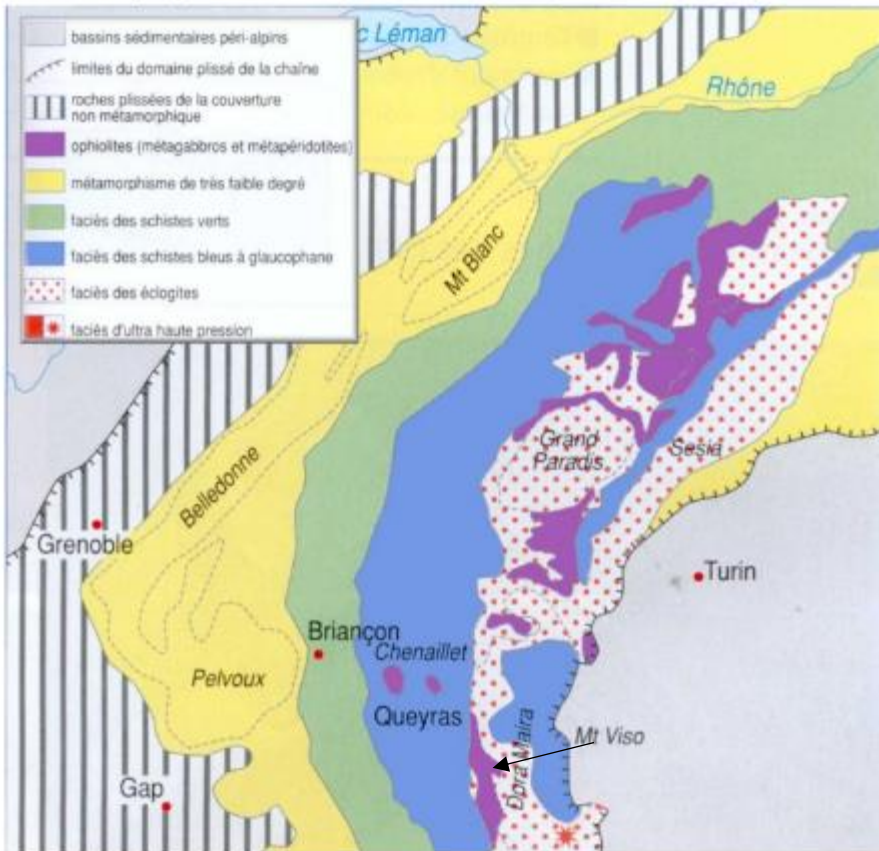 bassins sédimentaires péri-alpins
limites du domaine plissé de la chaîne
roches plissées de la couverture
non métamorphique
ophiolites (métagabbros et métapéridotites)
métamorphisme de très faible degré
faciès des schistes verts
faciès des schistes bleus à glaucophane
faciès des éclogites
faciès d'ultra haute pression
c Léman
Rhône
Mt Blanc
Grand
Paradis
Sesia
Belledonne
Grenoble
Turin
Briançon
Chenaillet
Pelvoux
Queyras
Dora Maira
Mt Viso
Gap